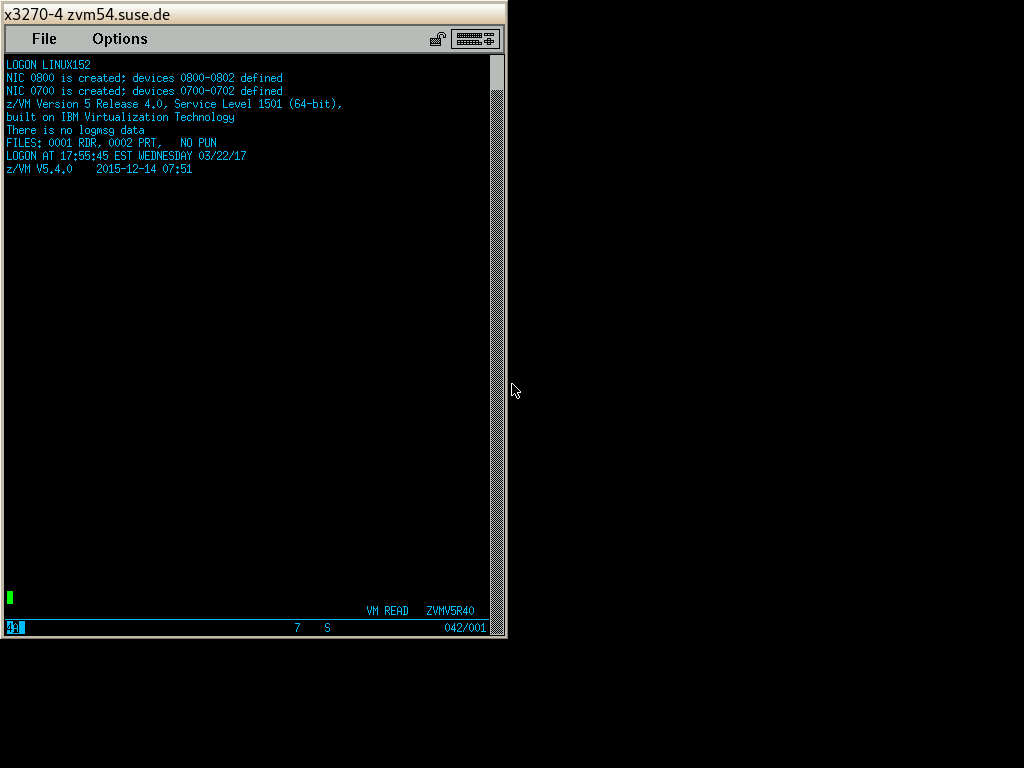 x3270-4 zvm54.suse.de
File Options
LOGON LINUX152
NIC 0800 is created; devices 0800-0802 defined
NIC 0700 is created; devices 0700-0702 defined
z/VM Version 5 Release 4.0, Service Level 1501 (64-bit),
built on IBM Virtualization Technology
There is no logmsg data
FILES: 0001 RDR, 0002 PRT,   NO PUN
LOGON AT 17:55:45 EST WEDNESDAY 03/22/17
z/VM V5.4.0    2015-12-14 07:51
VM READ   ZVMV5R40
4A 7 S 042/001